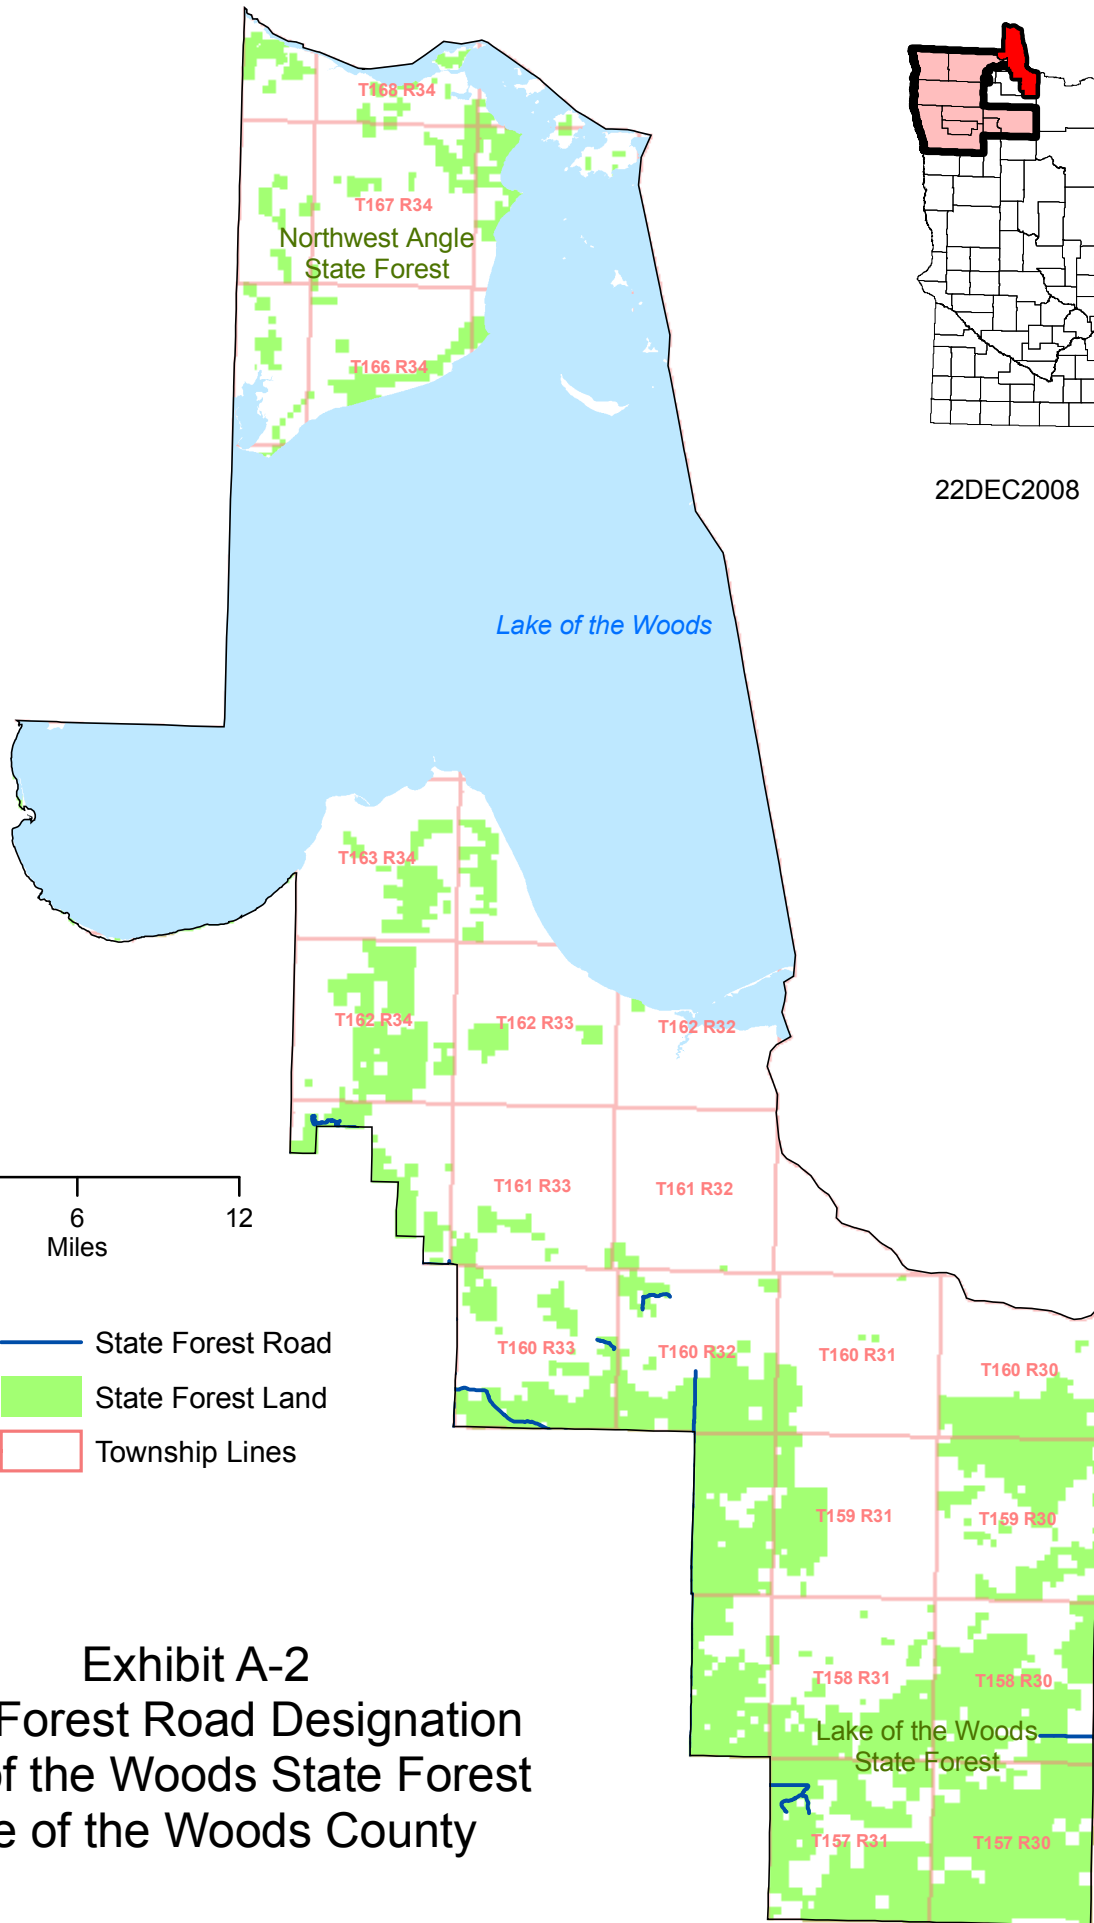 T168 R34
T167 R34
Northwest Angle
State Forest
T166 R34
22DEC2008
Lake of the Woods
T163 R34
T162 R34
T162 R33
T162 R32
T161 R33
T161 R32
6
12
Miles
T160 R33
T160 R32
T160 R31
T160 R30
State Forest Road
State Forest Land
Township Lines
T159 R31
T159 R30
T158 R31
T158 R30
Lake of the Woods
State Forest
T157 R31
T157 R30
Exhibit A-2
Forest Road Designation
of the Woods State Forest
e of the Woods County